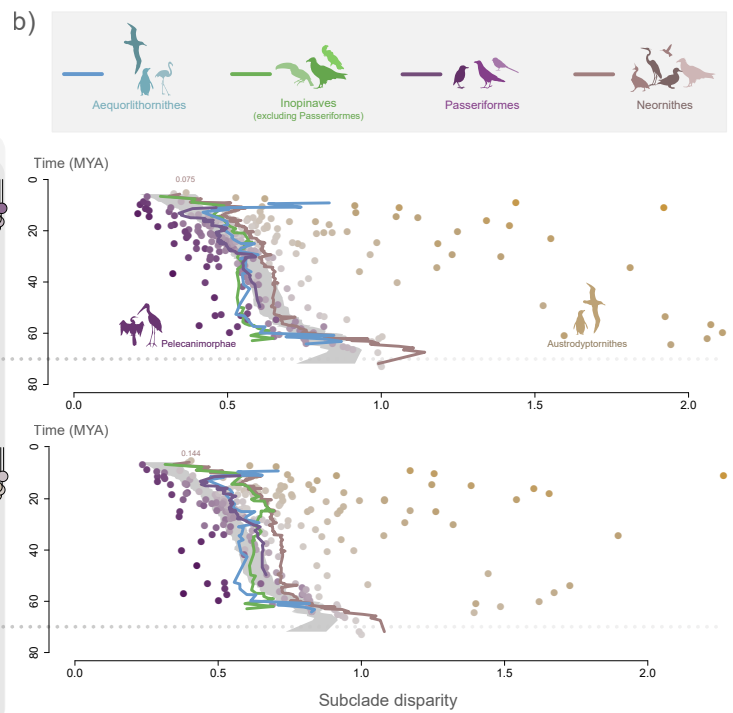 b)
Aequorlithornithes
Inopinaves
(excluding Passeriformes)
Passeriformes
Neornithes
Time (MYA)
0.075
0
20
40
60
80
Pelecanimorphae
Austrodyptornithes
0.0 0.5 1.0 1.5 2.0
Time (MYA)
0.144
0
20
40
60
80
0.0 0.5 1.0 1.5 2.0
Subclade disparity